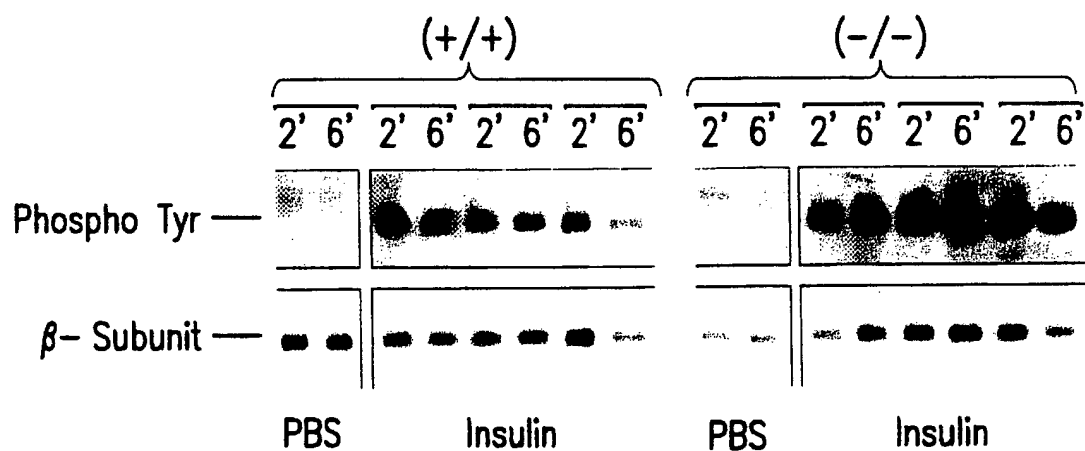 (+/+) (-/-)
2' 6' 2' 6' 2' 6' 2' 6' 2' 6' 2' 6' 2' 6' 2' 6'
Phospho Tyr
β- Subunit
PBS Insulin PBS Insulin